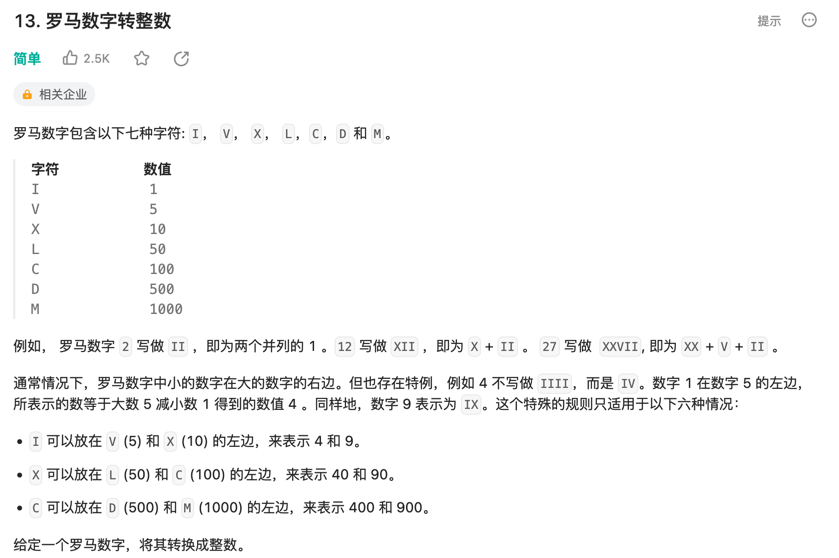 13. 罗马数字转整数
提示
简单 2.5K
相关企业
罗马数字包含以下七种字符: I， V， X， L，C，D 和 M。
字符 数值
I 1
V 5
X 10
L 50
C 100
D 500
M 1000
例如， 罗马数字 2 写做 II ，即为两个并列的 1 。12 写做 XII ，即为 X + II 。 27 写做 XXVII, 即为 XX + V + II 。
通常情况下，罗马数字中小的数字在大的数字的右边。但也存在特例，例如 4 不写做 IIII，而是 IV。数字 1 在数字 5 的左边，
所表示的数等于大数 5 减小数 1 得到的数值 4 。同样地，数字 9 表示为 IX。这个特殊的规则只适用于以下六种情况：
• I 可以放在 V (5) 和 X (10) 的左边，来表示 4 和 9。
• X 可以放在 L (50) 和 C (100) 的左边，来表示 40 和 90。
• C 可以放在 D (500) 和 M (1000) 的左边，来表示 400 和 900。
给定一个罗马数字，将其转换成整数。